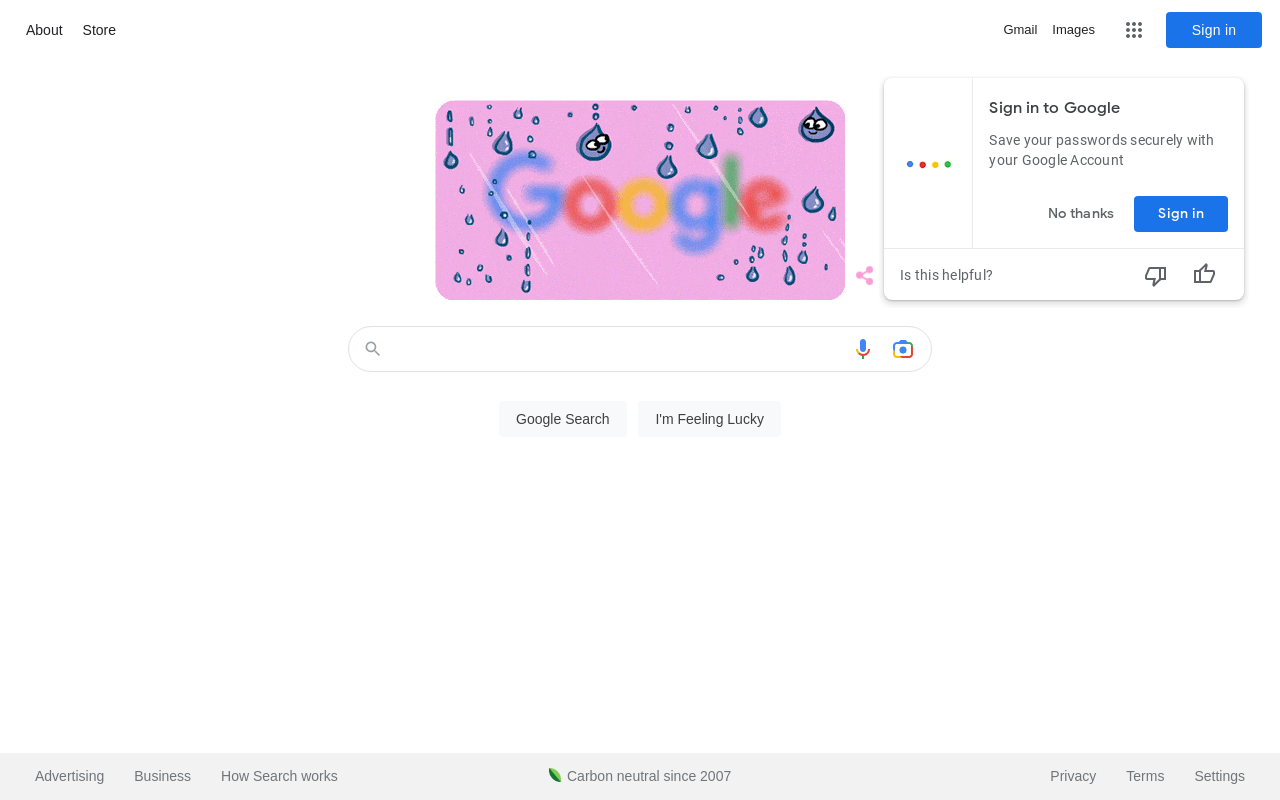 About Store
Gmail Images
Sign in
Google
Sign in to Google
Save your passwords securely with
your Google Account
No thanks
Sign in
Is this helpful?
Google Search
I'm Feeling Lucky
Advertising Business How Search works
Carbon neutral since 2007
Privacy Terms Settings